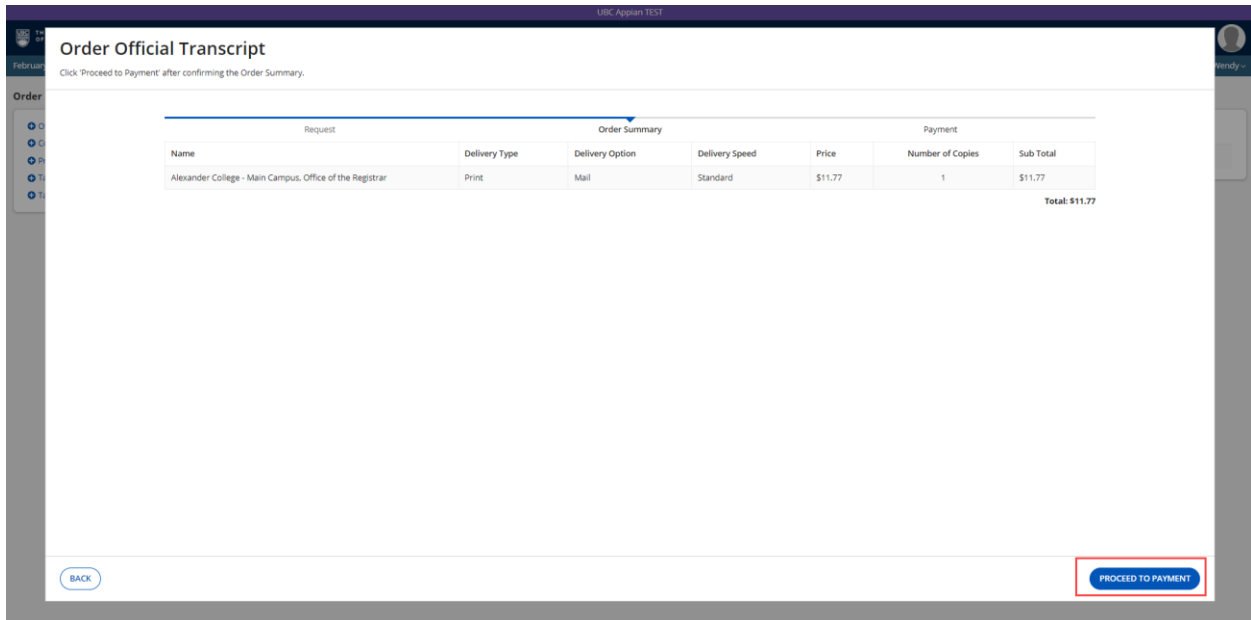 UBC Appian TEST
UBC
Order Official Transcript
February
Wendy
Click 'Proceed to Payment' after confirming the Order Summary.
Order
Request Order Summary Payment
Name Delivery Type Delivery Option Delivery Speed Price Number of Copies Sub Total
Alexander College - Main Campus, Office of the Registrar Print Mail Standard $11.77 1 $11.77
Total: $11.77
BACK
PROCEED TO PAYMENT